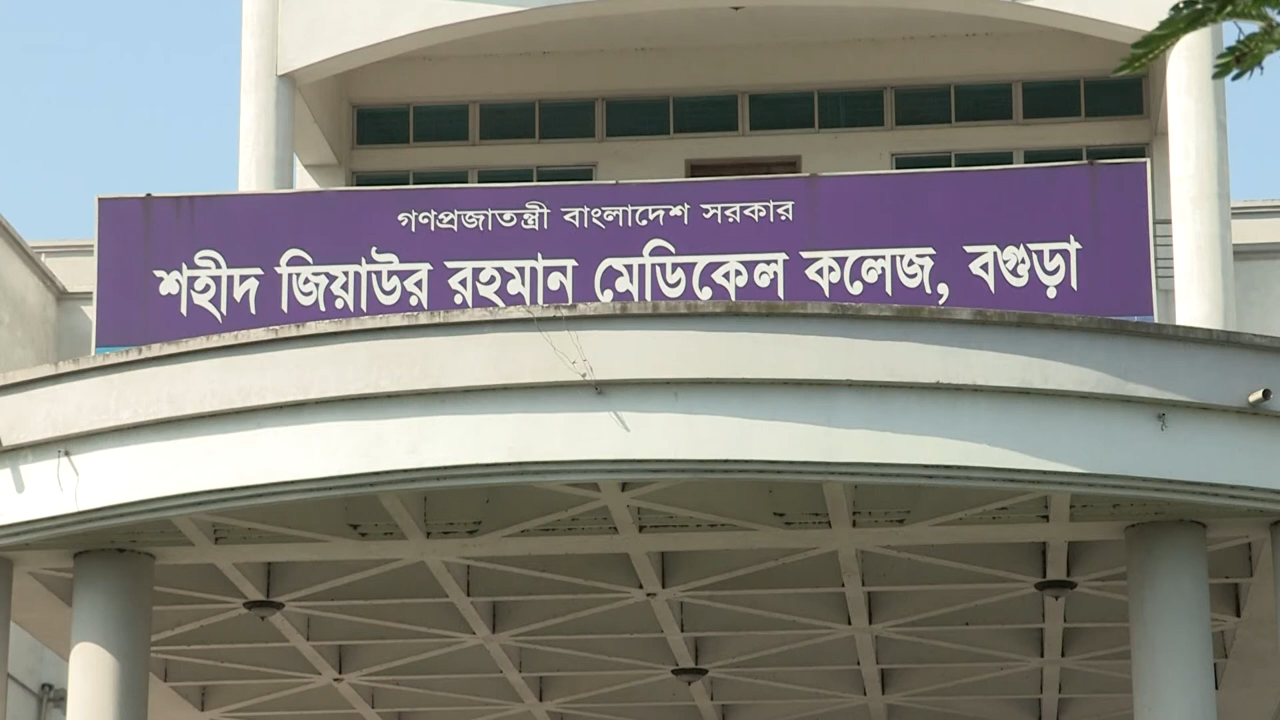 গণপ্রজাতন্ত্রী বাংলাদেশ সরকার
শহীদ জিয়াউর রহমান মেডিকেল কলেজ, বগুড়া